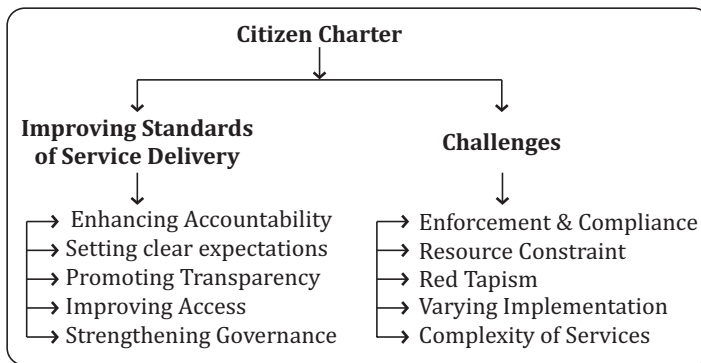 Citizen Charter
Improving Standards
of Service Delivery
Enhancing Accountability
Setting clear expectations
Promoting Transparency
Improving Access
Strengthening Governance
Challenges
Enforcement & Compliance
Resource Constraint
Red Tapism
Varying Implementation
Complexity of Services